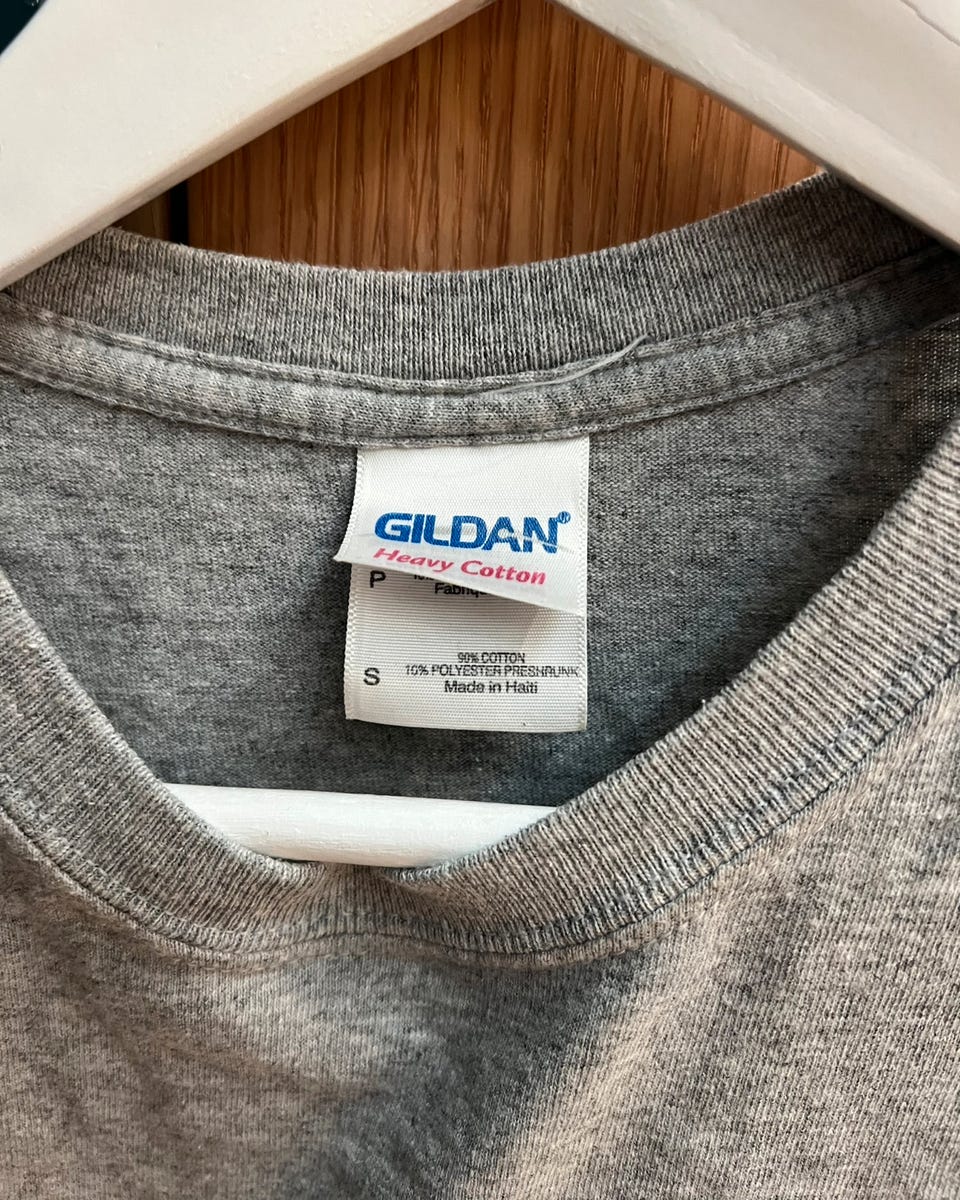 GILDAN®
Heavy Cotton
P
S
90% COTTON
10% POLYESTER PRESHRUNK
Made in Haiti